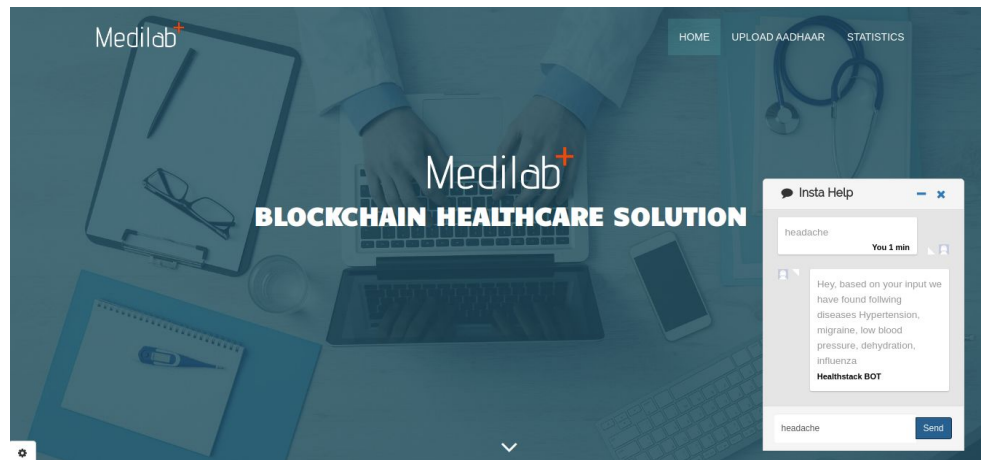 Medilab+
HOME UPLOAD AADHAAR STATISTICS
Medilab+
BLOCKCHAIN HEALTHCARE SOLUTION
Insta Help
headache
You 1 min
Hey, based on your input we
have found follwing
diseases Hypertension,
migraine, low blood
pressure, dehydration,
influenza
Healthstack BOT
headache
Send